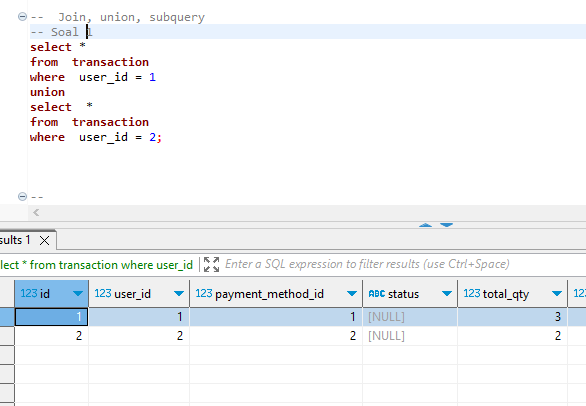 -- Join, union, subquery
-- Soal 1
select *
from transaction
where user_id = 1
union
select *
from transaction
where user_id = 2;
--
sults 1
lect * from transaction where user_id Enter a SQL expression to filter results (use Ctrl+Space)
123 id 123 user_id 123 payment_method_id ABC status 123 total_qty 123
1 1 1 [NULL] 3
2 2 2 [NULL] 2